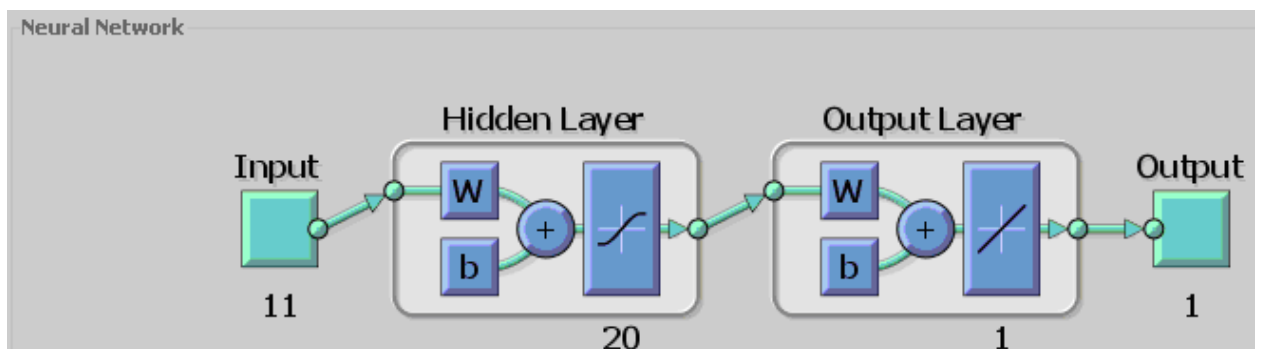 Neural Network
Hidden Layer Output Layer
Input Output
W W
+ +
b b
11 1
20 1